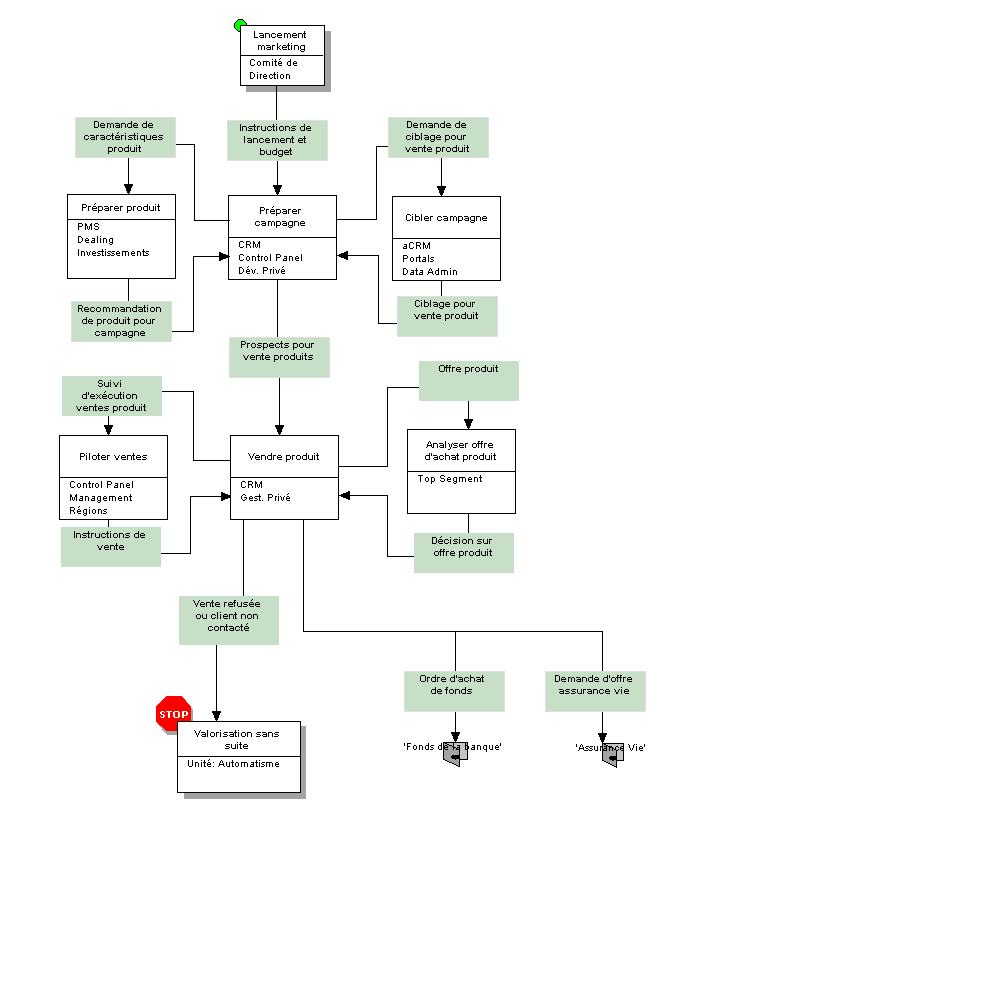 Lancement
marketing
Comité de
Direction
Demande de
caractéristiques
produit
Instructions de
lancement et
budget
Demande de
ciblage pour
vente produit
Préparer produit
PMS
Dealing
Investissements
Préparer
campagne
CRM
Control Panel
Dév. Privé
Cibler campagne
aCRM
Portals
Data Admin
Recommandation
de produit pour
campagne
Ciblage pour
vente produit
Prospects pour
vente produits
Suivi
d'exécution
ventes produit
Offre produit
Piloter ventes
Control Panel
Management
Régions
Vendre produit
CRM
Gest. Privé
Analyser offre
d'achat produit
Top Segment
Instructions de
vente
Décision sur
offre produit
Vente refusée
ou client non
contacté
Ordre d'achat
de fonds
Demande d'offre
assurance vie
STOP
Valorisation sans
suite
Unité: Automatisme
'Fonds de la banque'
'Assurance Vie'